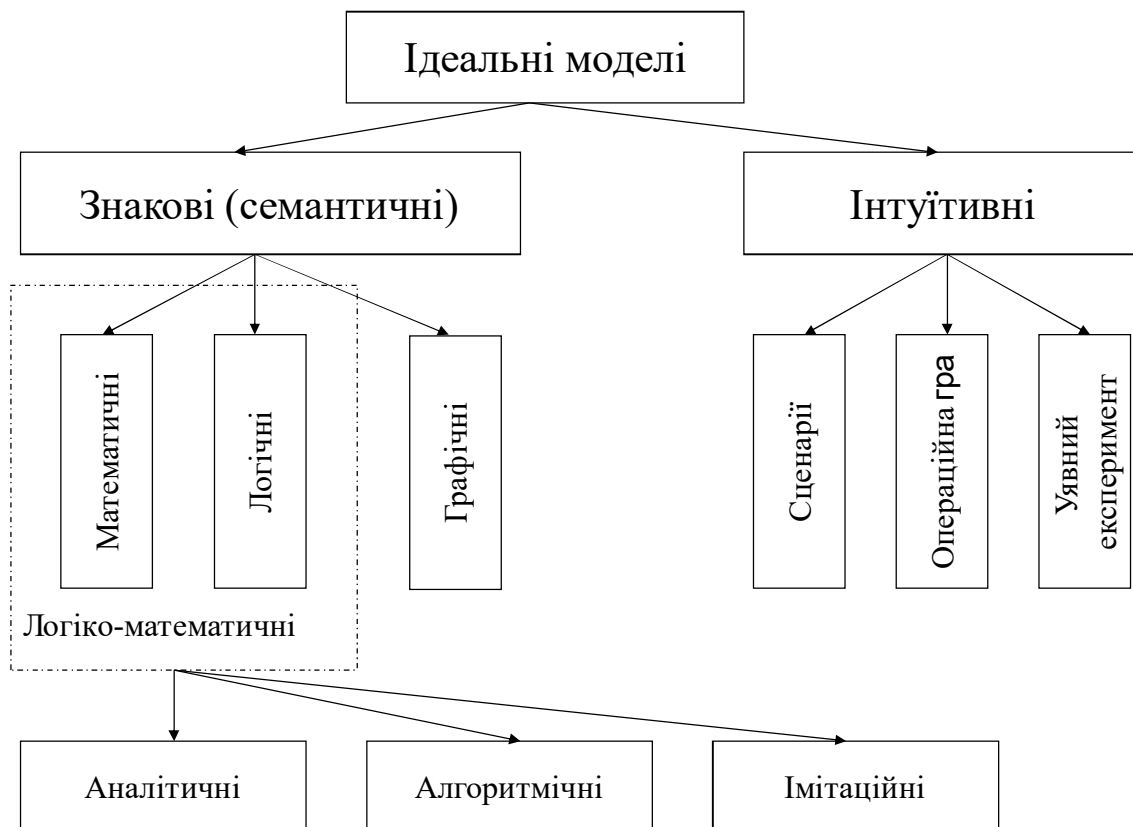 Ідеальні моделі
Знакові (семантичні)
Інтуїтивні
Математичні
Логічні
Графічні
Сценарії
Операційна гра
Уявний
експеримент
Логіко-математичні
Аналітичні
Алгоритмічні
Імітаційні